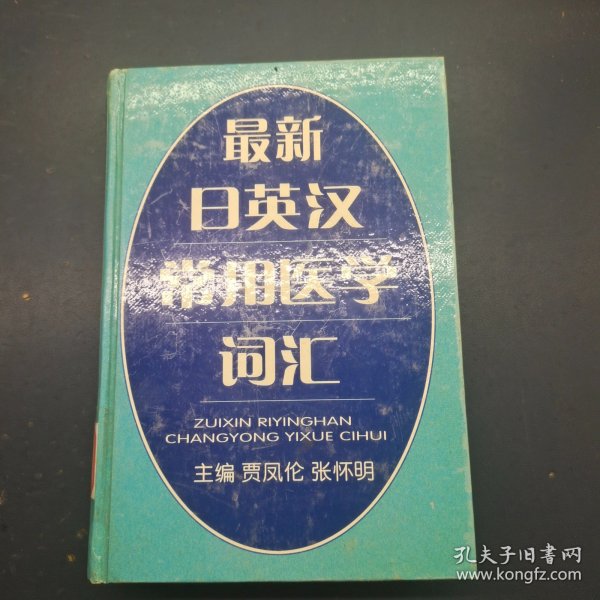 最新
日英汉
常用医学
词汇
ZUIXIN RIYINGHAN
CHANGYONG YIXUE CIHUI
主编 贾凤伦 张怀明
孔夫子旧書网
www.kongfz.com